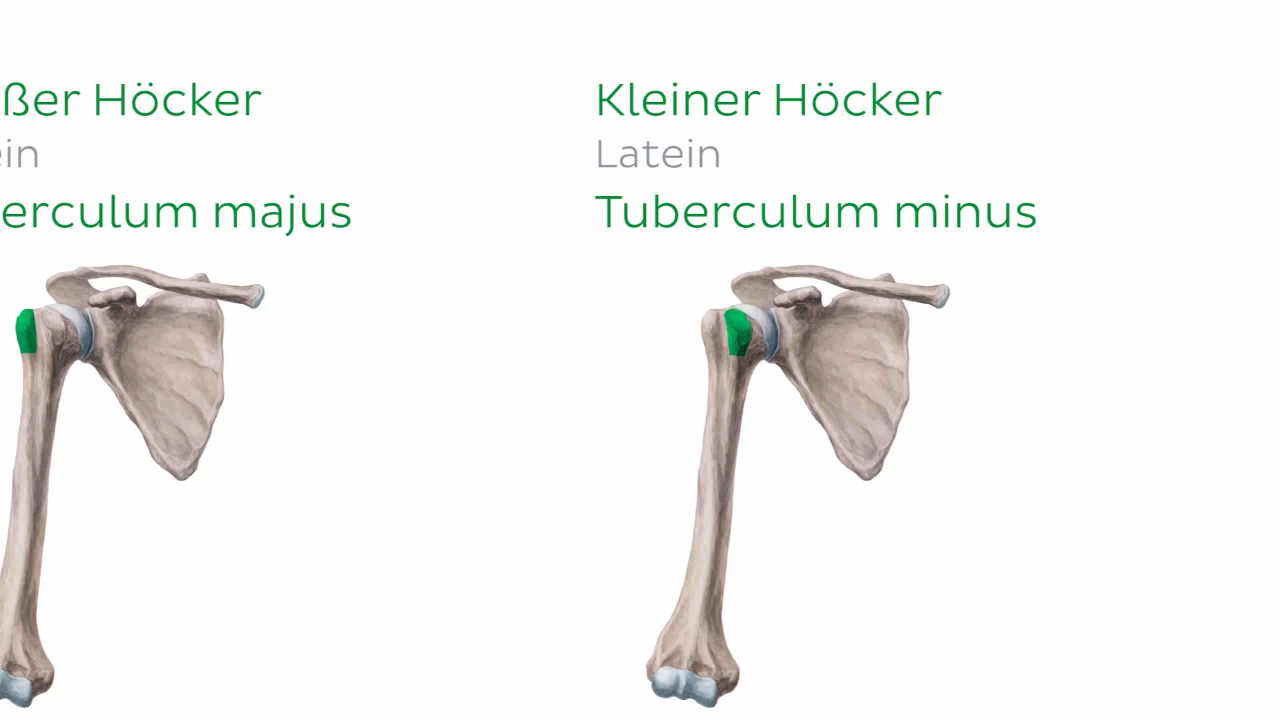 ßer Höcker
ein
erculum majus
Kleiner Höcker
Latein
Tuberculum minus